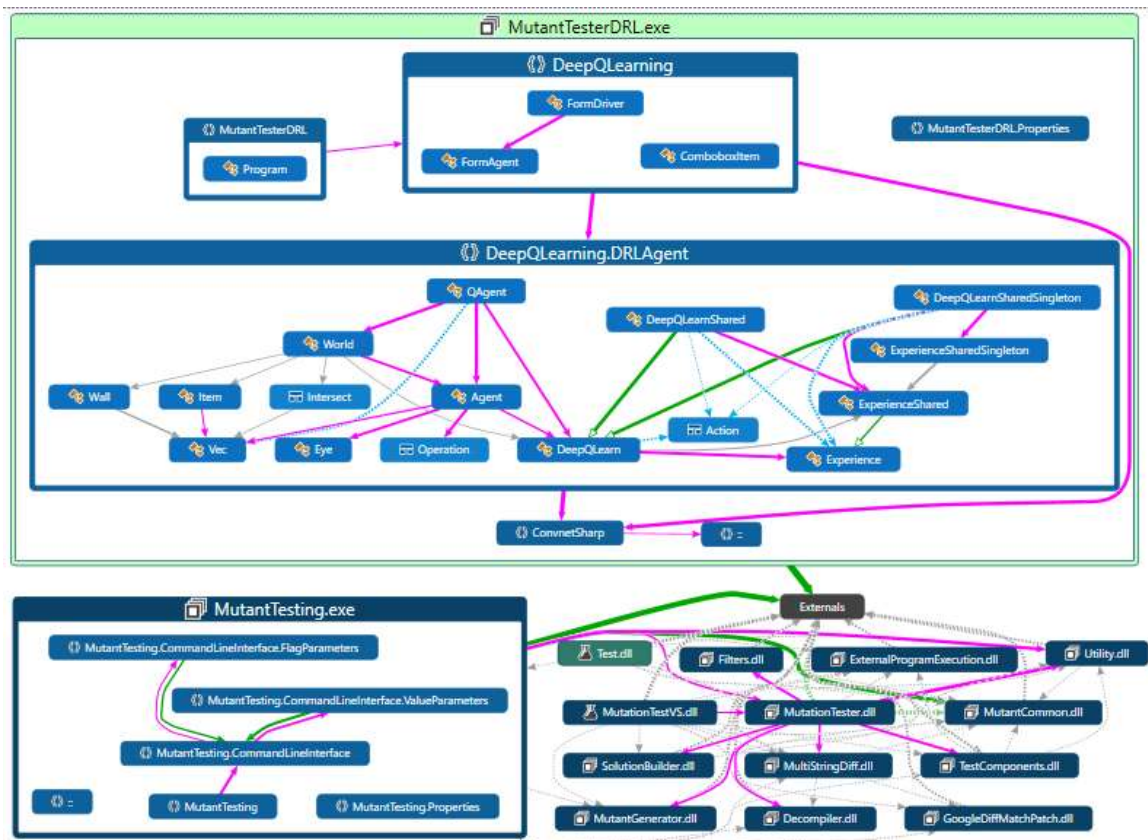 MutantTesterDRL.exe
DeepQLearning
FormDriver
MutantTesterDRL
MutantTesterDRL.Properties
FormAgent
ComboboxItem
Program
DeepQLearning.DRLAgent
QAgent
DeepQLearnSharedSingleton
DeepQLearnShared
World
ExperienceSharedSingleton
Wall
Item
Intersect
Agent
ExperienceShared
Action
Vec
Eye
Operation
DeepQLearn
Experience
ConvnetSharp
::
MutantTesting.exe
Externals
MutantTesting.CommandLineInterface.FlagParameters
Test.dll
Filters.dll
ExternalProgramExecution.dll
Utility.dll
MutantTesting.CommandLineInterface.ValueParameters
MutationTestVS.dll
MutationTester.dll
MutantCommon.dll
MutantTesting.CommandLineInterface
SolutionBuilder.dll
MultiStringDiff.dll
TestComponents.dll
::
MutantTesting
MutantTesting.Properties
MutantGenerator.dll
Decompiler.dll
GoogleDiffMatchPatch.dll